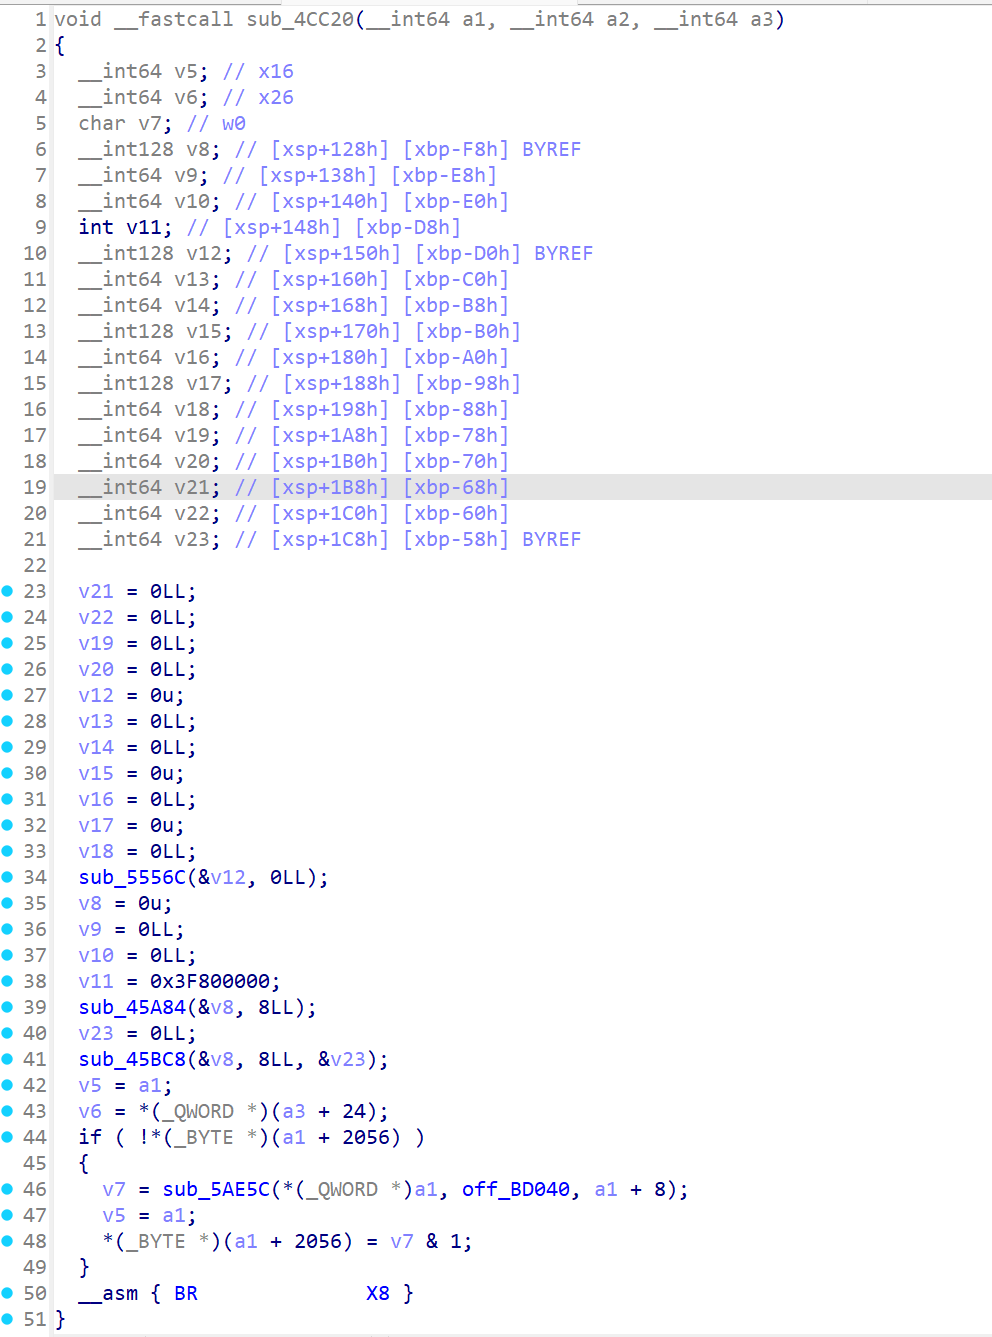 1 void __fastcall sub_4CC20(__int64 a1, __int64 a2, __int64 a3)
2 {
3   __int64 v5; // x16
4   __int64 v6; // x26
5   char v7; // w0
6   __int128 v8; // [xsp+128h] [xbp-F8h] BYREF
7   __int64 v9; // [xsp+138h] [xbp-E8h]
8   __int64 v10; // [xsp+140h] [xbp-E0h]
9   int v11; // [xsp+148h] [xbp-D8h]
10   __int128 v12; // [xsp+150h] [xbp-D0h] BYREF
11   __int64 v13; // [xsp+160h] [xbp-C0h]
12   __int64 v14; // [xsp+168h] [xbp-B8h]
13   __int128 v15; // [xsp+170h] [xbp-B0h]
14   __int64 v16; // [xsp+180h] [xbp-A0h]
15   __int128 v17; // [xsp+188h] [xbp-98h]
16   __int64 v18; // [xsp+198h] [xbp-88h]
17   __int64 v19; // [xsp+1A8h] [xbp-78h]
18   __int64 v20; // [xsp+1B0h] [xbp-70h]
19   __int64 v21; // [xsp+1B8h] [xbp-68h]
20   __int64 v22; // [xsp+1C0h] [xbp-60h]
21   __int64 v23; // [xsp+1C8h] [xbp-58h] BYREF
22
23   v21 = 0LL;
24   v22 = 0LL;
25   v19 = 0LL;
26   v20 = 0LL;
27   v12 = 0u;
28   v13 = 0LL;
29   v14 = 0LL;
30   v15 = 0u;
31   v16 = 0LL;
32   v17 = 0u;
33   v18 = 0LL;
34   sub_5556C(&v12, 0LL);
35   v8 = 0u;
36   v9 = 0LL;
37   v10 = 0LL;
38   v11 = 0x3F800000;
39   sub_45A84(&v8, 8LL);
40   v23 = 0LL;
41   sub_45BC8(&v8, 8LL, &v23);
42   v5 = a1;
43   v6 = *(_QWORD *)(a3 + 24);
44   if ( !*(_BYTE *)(a1 + 2056) )
45   {
46     v7 = sub_5AE5C(*(_QWORD *)a1, off_BD040, a1 + 8);
47     v5 = a1;
48     *(_BYTE *)(a1 + 2056) = v7 & 1;
49   }
50   __asm { BR              X8 }
51 }